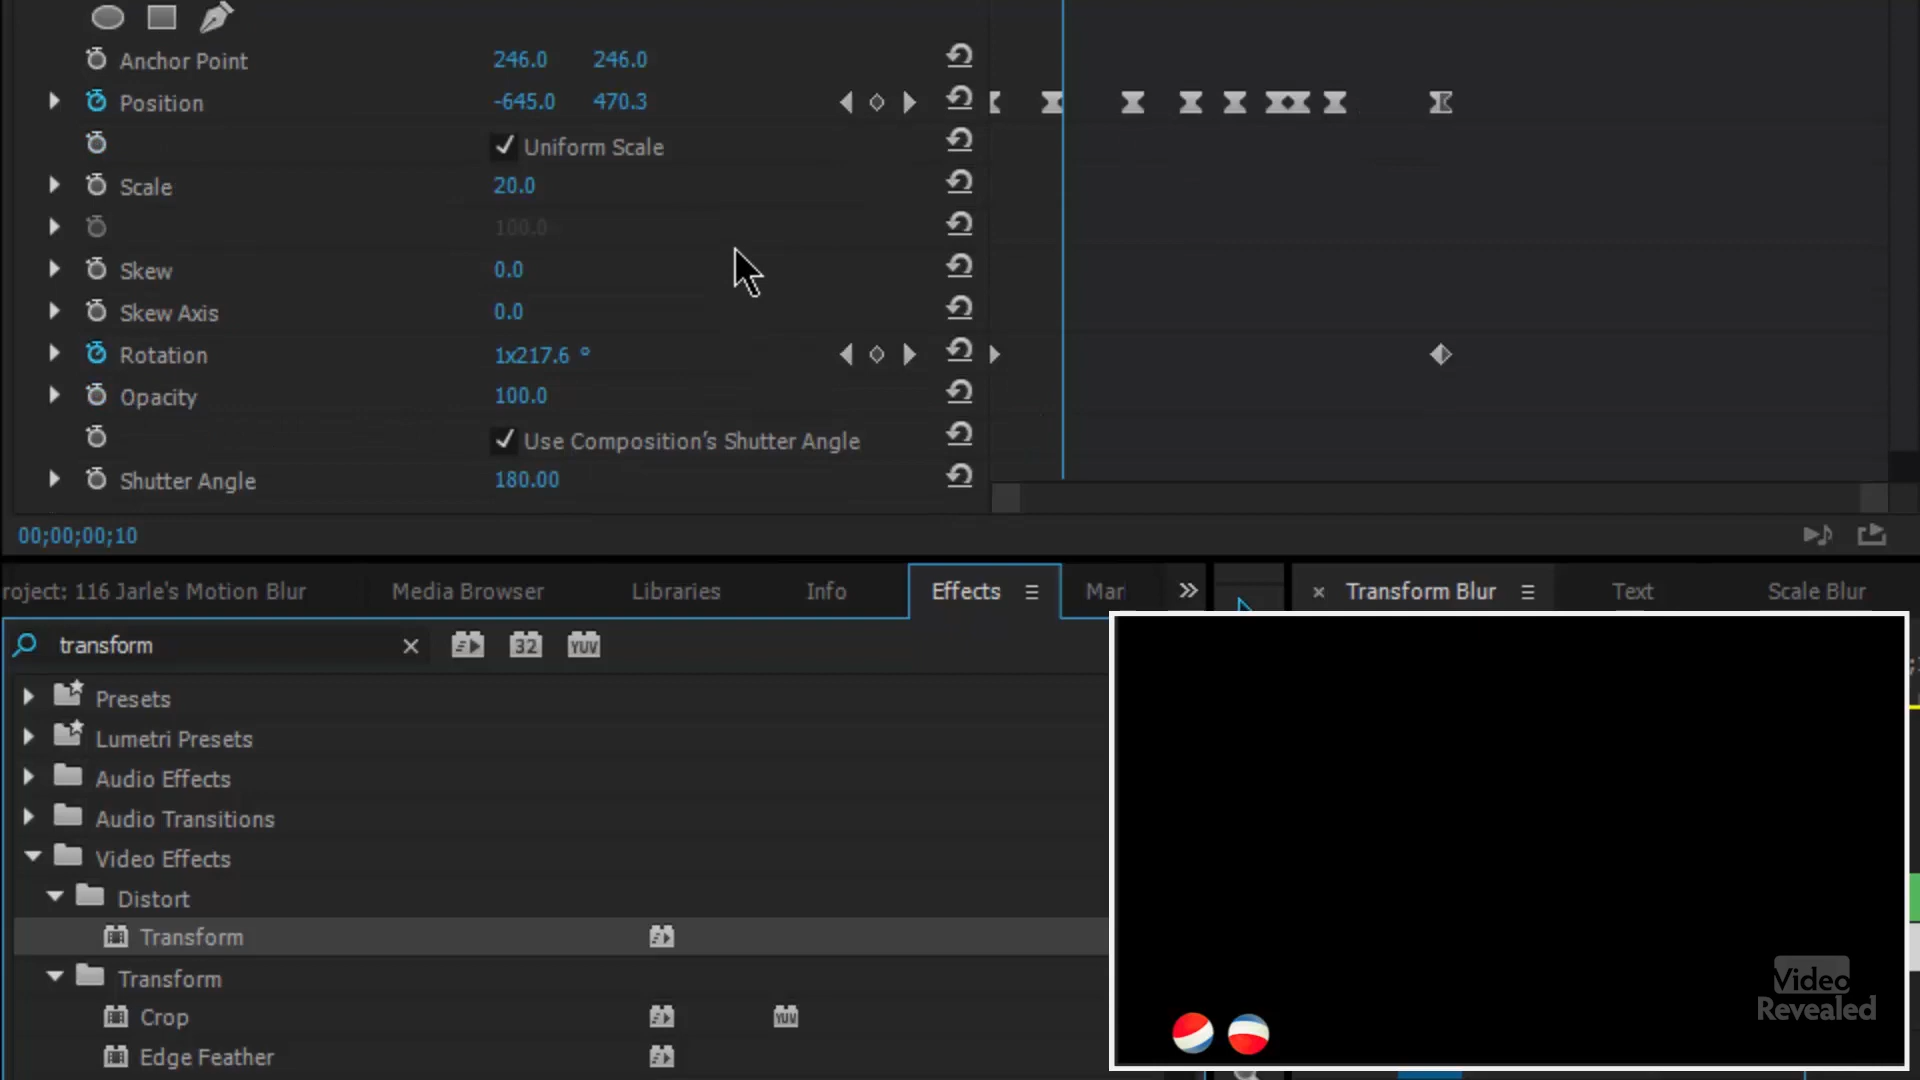 Anchor Point 246.0 246.0
Position -645.0 470.3
Uniform Scale
Scale 20.0
100.0
Skew 0.0
Skew Axis 0.0
Rotation 1x217.6 °
Opacity 100.0
Use Composition's Shutter Angle
Shutter Angle 180.00
00;00;00;10
roject: 116 Jarle's Motion Blur Media Browser Libraries Info Effects Mar Transform Blur Text Scale Blur
transform 32 YUV
Presets
Lumetri Presets
Audio Effects
Audio Transitions
Video Effects
Distort
Transform
Transform
Crop YUV
Edge Feather
Video
Revealed